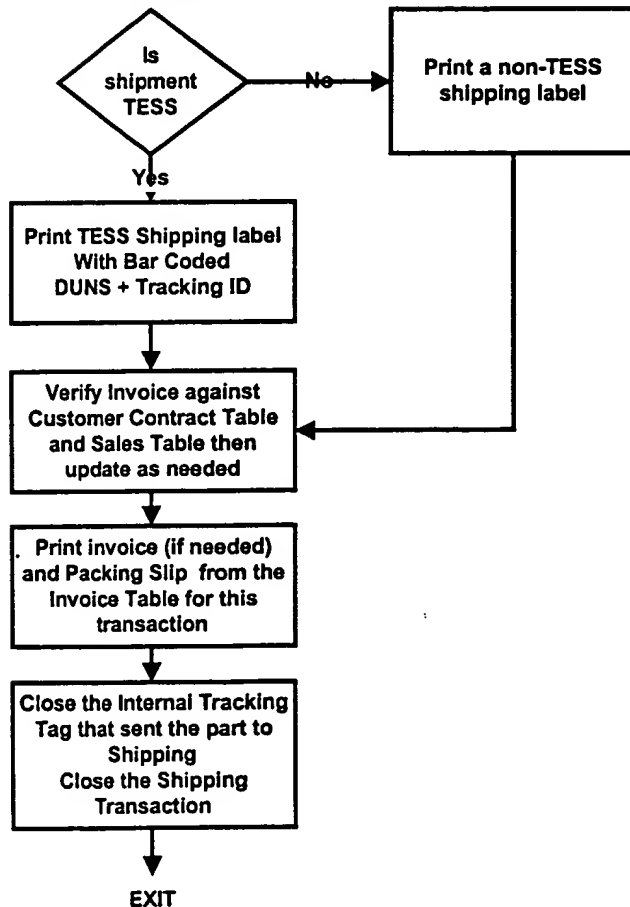 Is
shipment
TESS
No
Print a non-TESS
shipping label
Yes
Print TESS Shipping label
With Bar Coded
DUNS + Tracking ID
Verify Invoice against
Customer Contract Table
and Sales Table then
update as needed
Print invoice (if needed)
and Packing Slip from the
Invoice Table for this
transaction
Close the Internal Tracking
Tag that sent the part to
Shipping
Close the Shipping
Transaction
EXIT